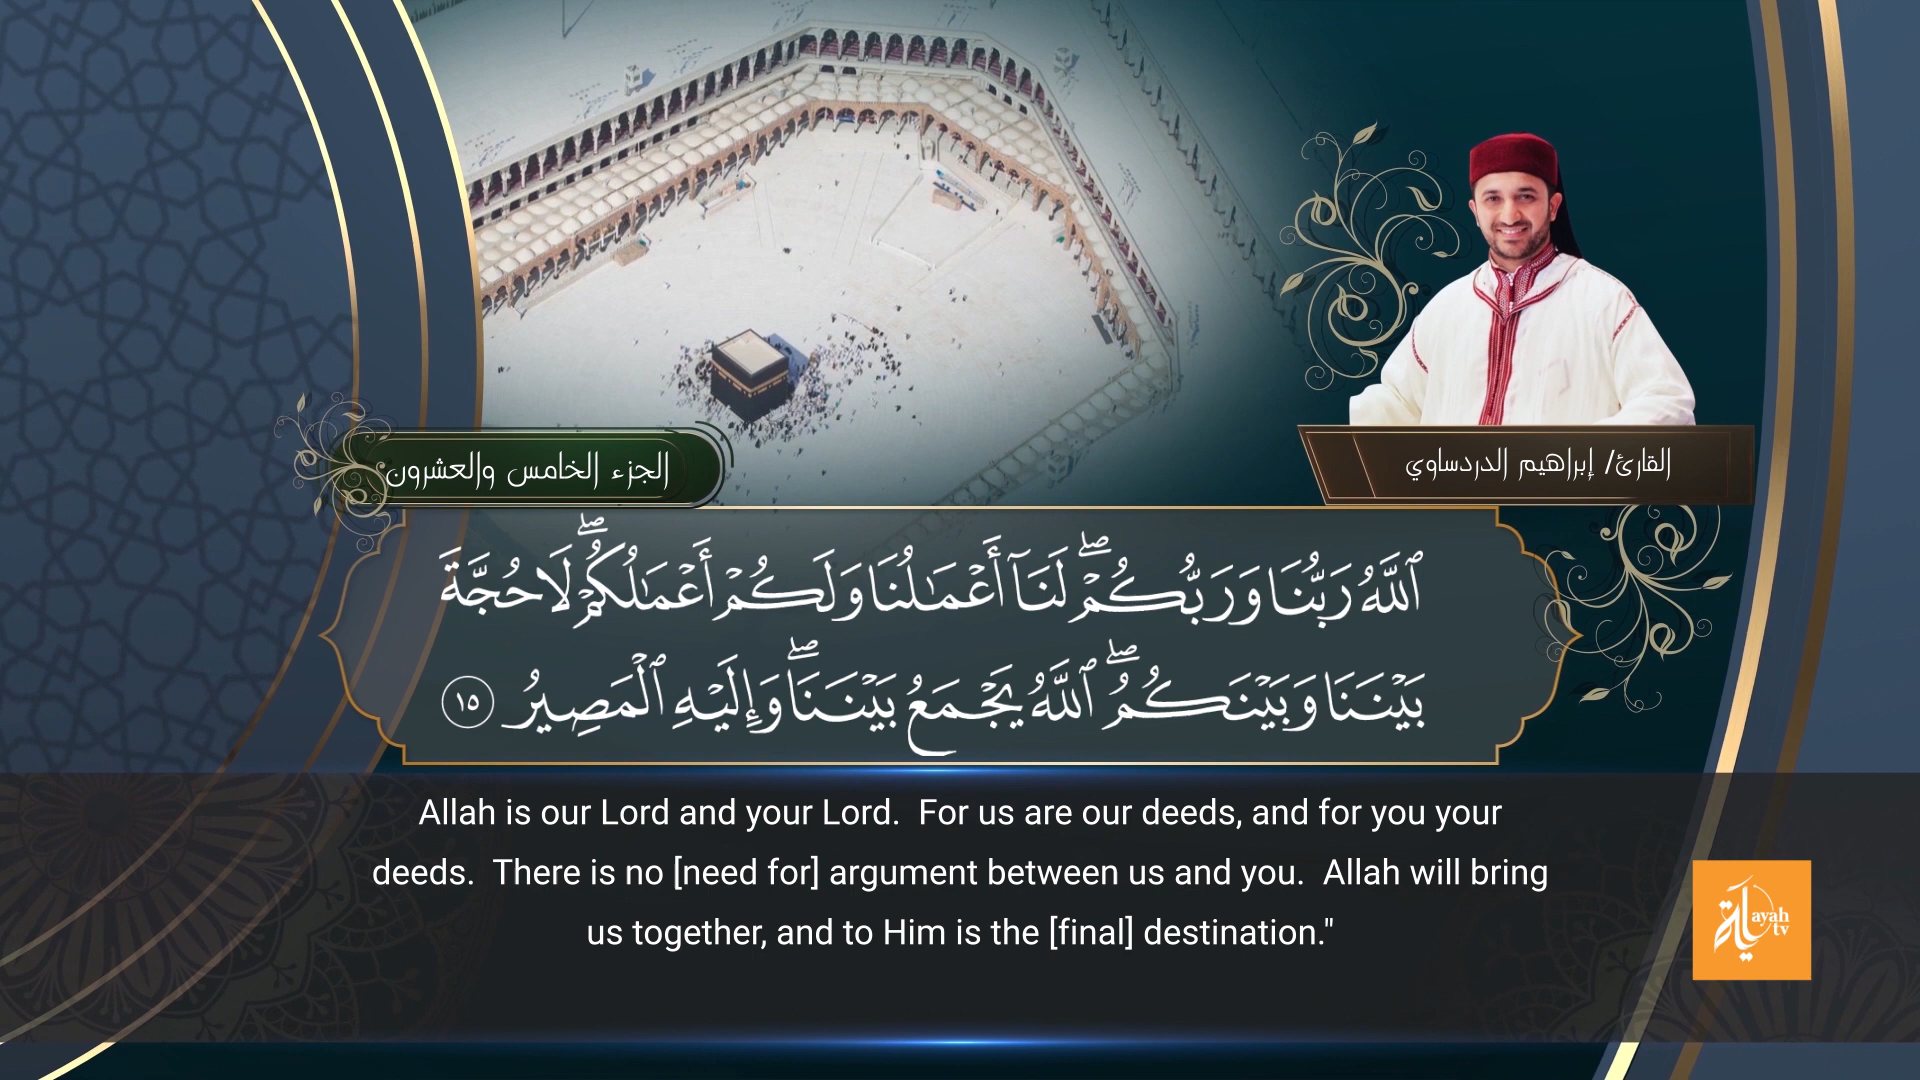 القارئ/ إبراهيم الدردساوي
الجزء الخامس والعشرون
ٱللَّهُ رَبُّنَا وَرَبُّكُمْۖ لَنَآ أَعْمَٰلُنَا وَلَكُمْ أَعْمَٰلُكُمْۖ لَا حُجَّةَ
بَيْنَنَا وَبَيْنَكُمُۖ ٱللَّهُ يَجْمَعُ بَيْنَنَاۖ وَإِلَيْهِ ٱلْمَصِيرُ ١٥
Allah is our Lord and your Lord.  For us are our deeds, and for you your
deeds.  There is no [need for] argument between us and you.  Allah will bring
us together, and to Him is the [final] destination."
آية
ayah
tv